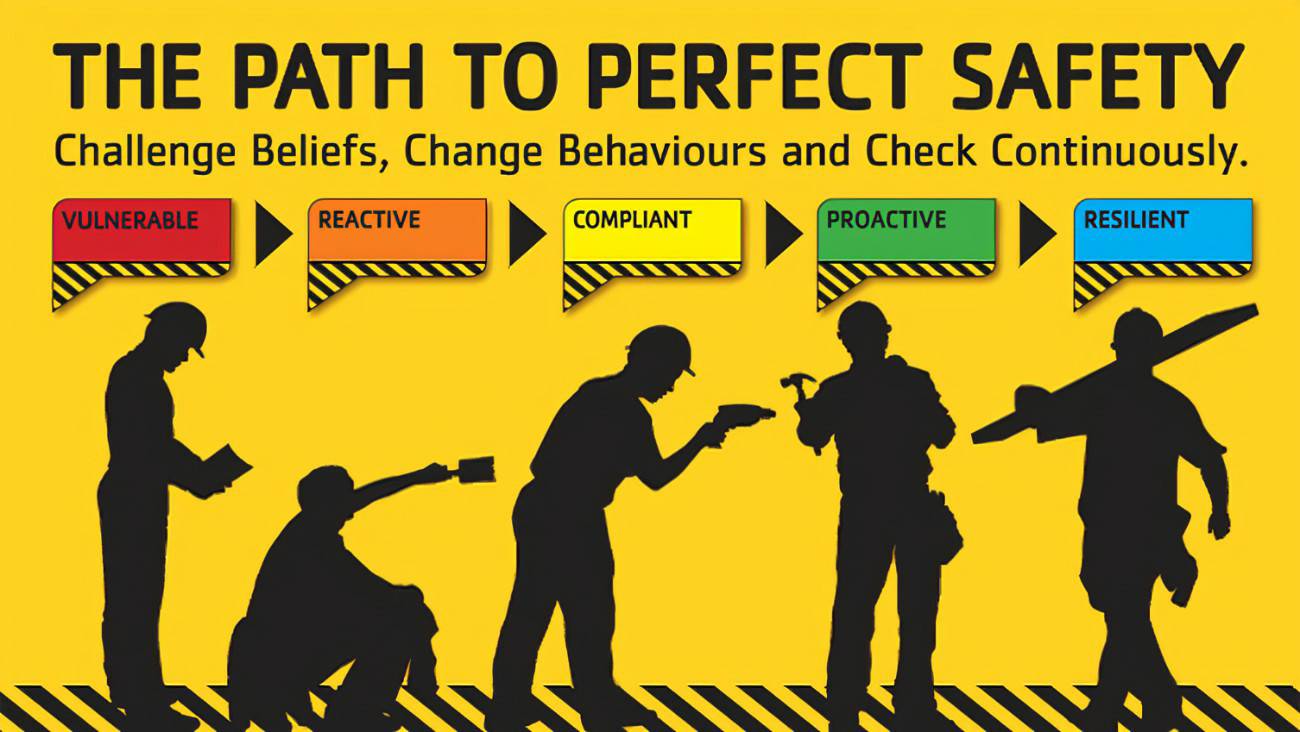 THE PATH TO PERFECT SAFETY
Challenge Beliefs, Change Behaviours and Check Continuously.
VULNERABLE
REACTIVE
COMPLIANT
PROACTIVE
RESILIENT